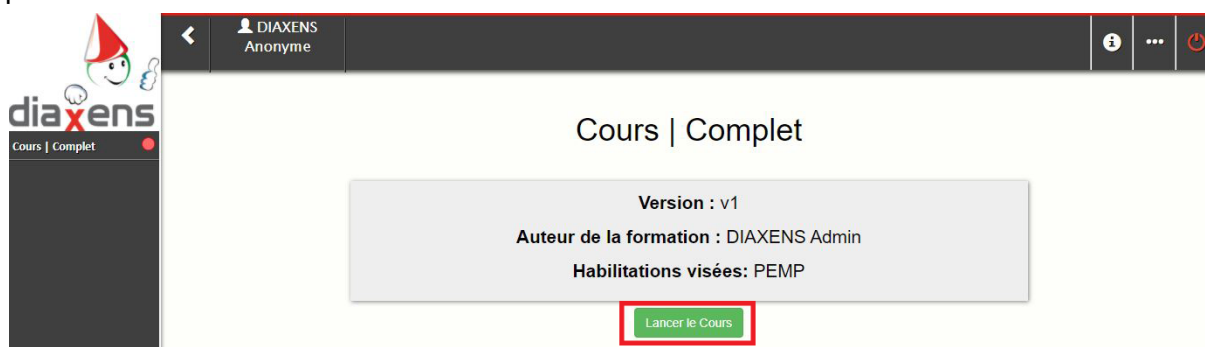 DIAXENS
Anonyme
diaxens
Cours | Complet
Cours | Complet
Version : v1
Auteur de la formation : DIAXENS Admin
Habilitations visées: PEMP
Lancer le Cours